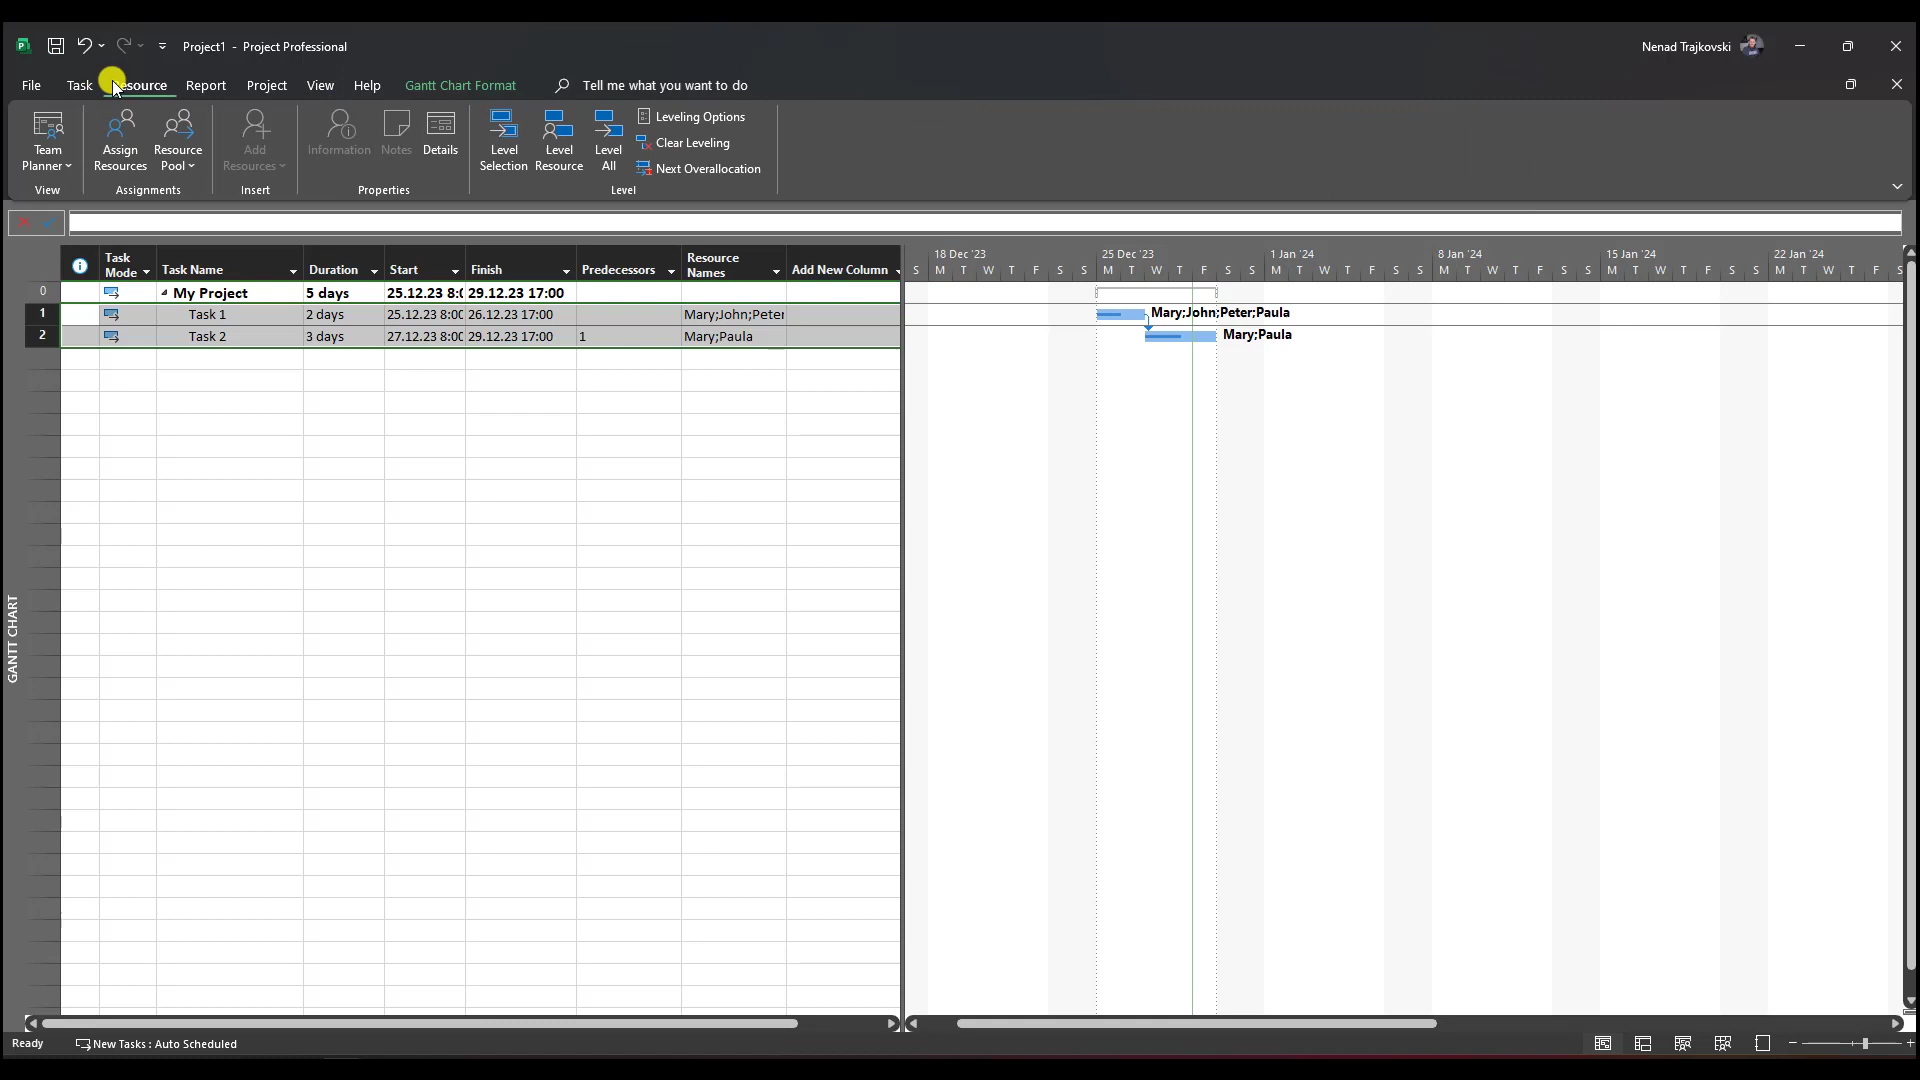 Project1 - Project Professional
Nenad Trajkovski
File Task Resource Report Project View Help Gantt Chart Format Tell me what you want to do
Team Planner
Assign Resources
Resource Pool
Add Resources
Information
Notes
Details
Level Selection
Level Resource
Level All
Leveling Options
Clear Leveling
Next Overallocation
View Assignments Insert Properties Level
Task Mode Task Name Duration Start Finish Predecessors Resource Names Add New Column
0 My Project 5 days 25.12.23 8:0 29.12.23 17:00
1 Task 1 2 days 25.12.23 8:00 26.12.23 17:00 Mary;John;Peter
2 Task 2 3 days 27.12.23 8:00 29.12.23 17:00 1 Mary;Paula
18 Dec '23 25 Dec '23 1 Jan '24 8 Jan '24 15 Jan '24 22 Jan '24
S M T W T F S S M T W T F S S M T W T F S S M T W T F S S M T W T F S S M T W T F S
Mary;John;Peter;Paula
Mary;Paula
GANTT CHART
Ready New Tasks : Auto Scheduled